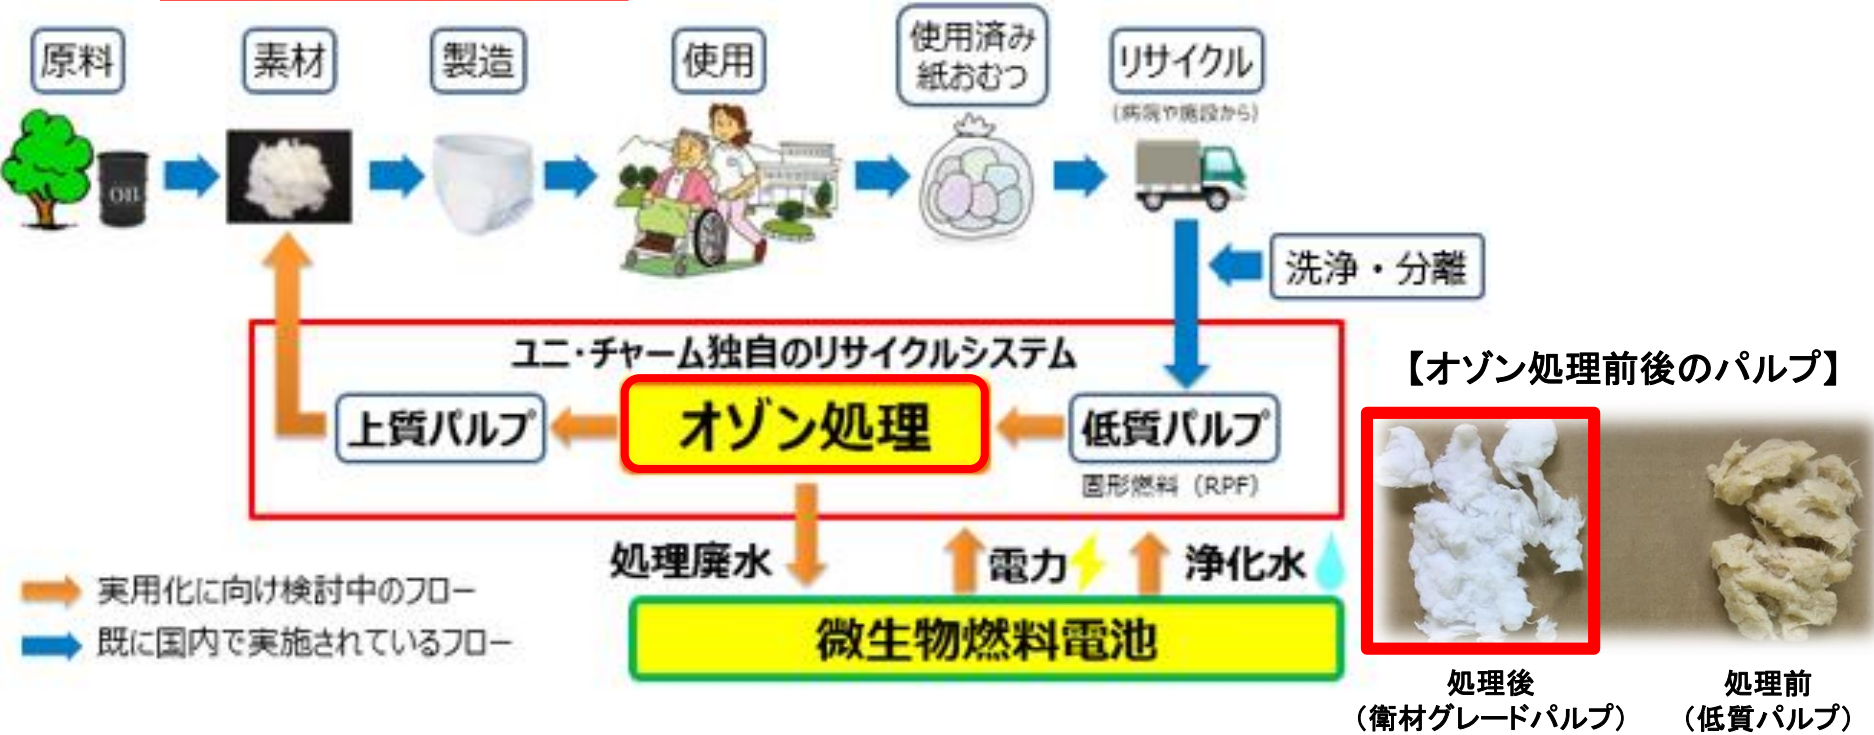 原料
素材
製造
使用
使用済み
紙おむつ
リサイクル
(病院や施設から)
OIL
洗浄・分離
ユニ・チャーム独自のリサイクルシステム
上質パルプ
オゾン処理
低質パルプ
固形燃料（RPF）
処理廃水
電力
浄化水
微生物燃料電池
実用化に向け検討中のフロー
既に国内で実施されているフロー
【オゾン処理前後のパルプ】
処理後
（衛材グレードパルプ）
処理前
（低質パルプ）